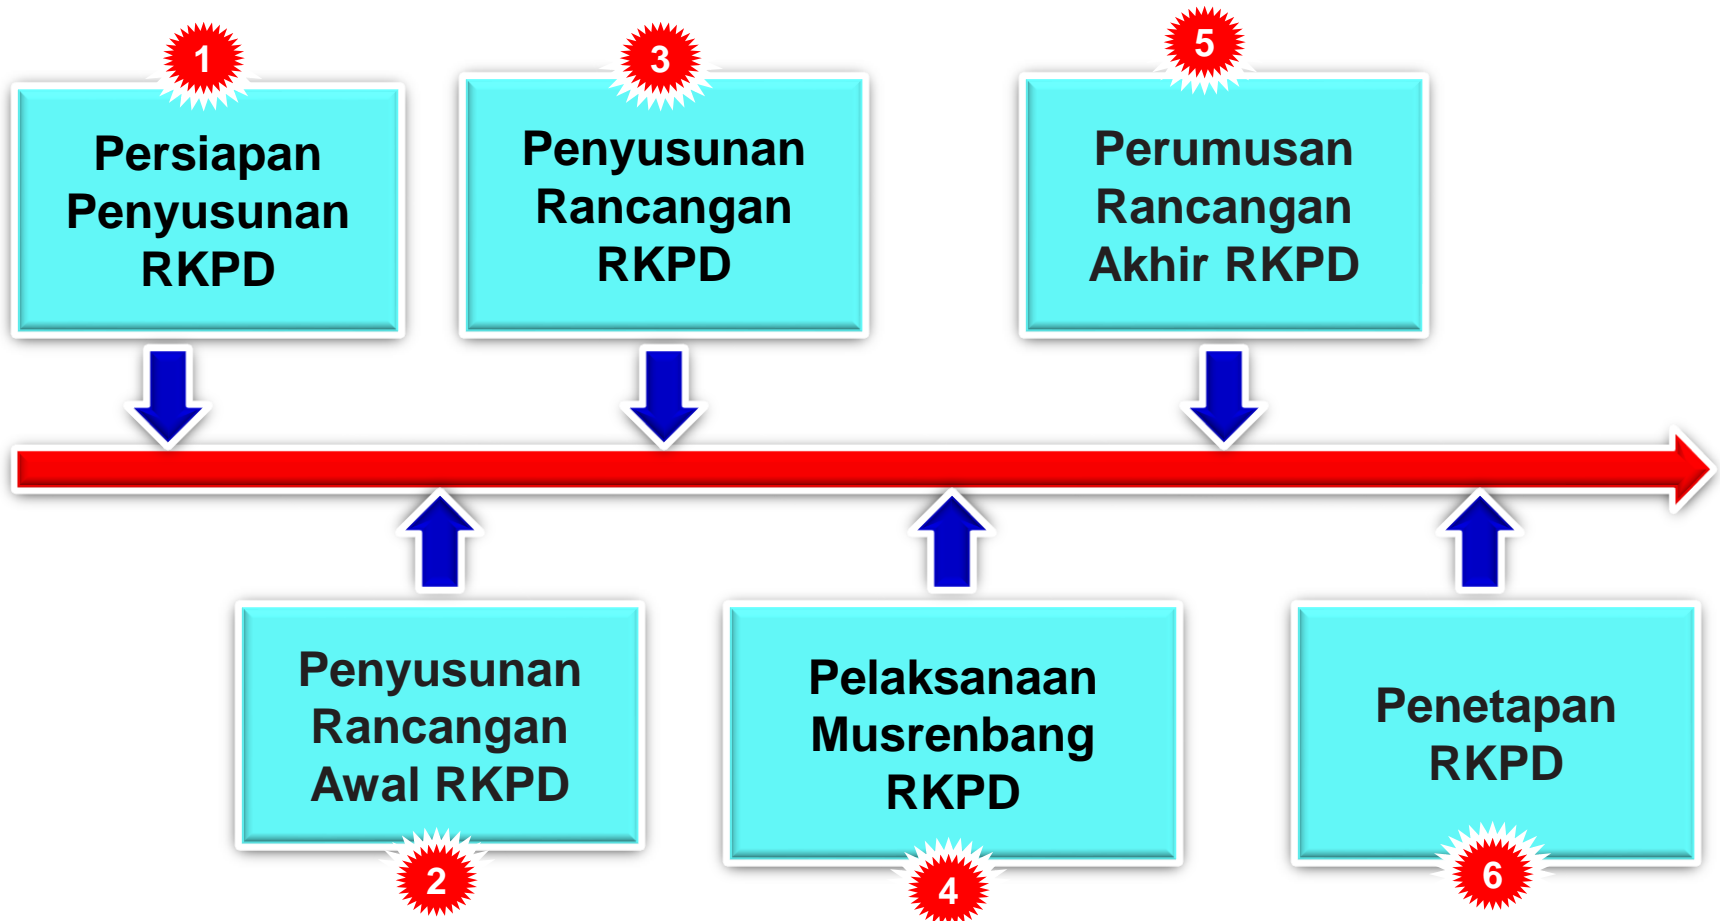 1
Persiapan
Penyusunan
RKPD
2
Penyusunan
Rancangan
Awal RKPD
3
Penyusunan
Rancangan
RKPD
4
Pelaksanaan
Musrenbang
RKPD
5
Perumusan
Rancangan
Akhir RKPD
6
Penetapan
RKPD